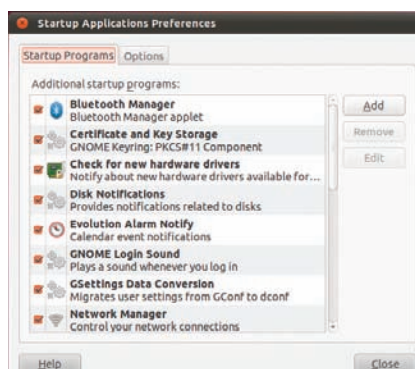 Startup Applications Preferences
Startup Programs
Options
Additional startup programs:
Bluetooth Manager
Bluetooth Manager applet
Certificate and Key Storage
GNOME Keyring: PKCS#11 Component
Check for new hardware drivers
Notify about new hardware drivers available for...
Disk Notifications
Provides notifications related to disks
Evolution Alarm Notify
Calendar event notifications
GNOME Login Sound
Plays a sound whenever you log in
GSettings Data Conversion
Migrates user settings from GConf to dconf
Network Manager
Control your network connections
Add
Remove
Edit
Help
Close